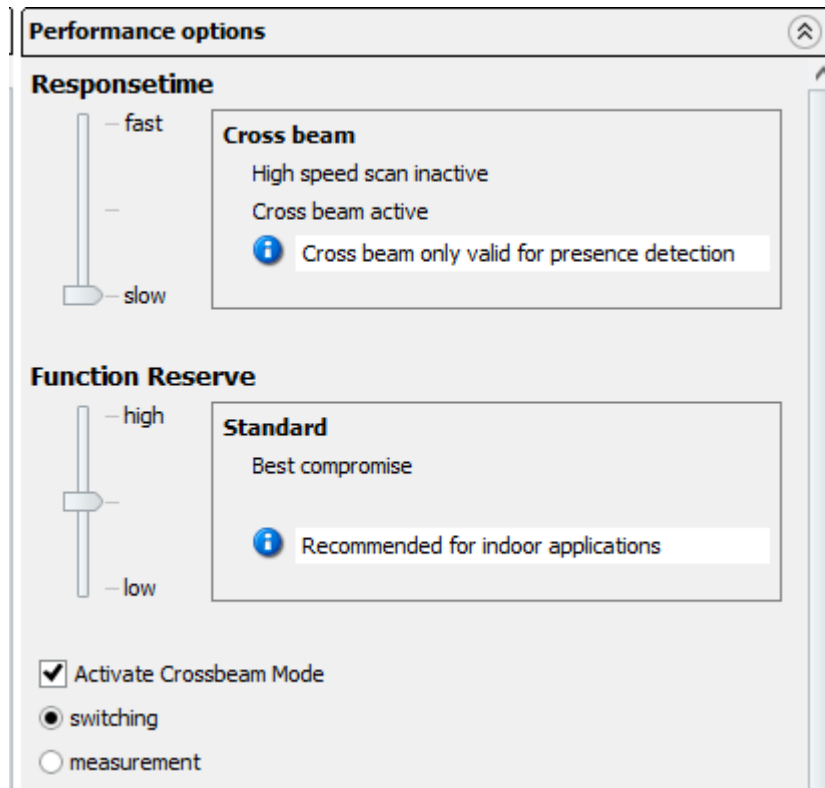 Performance options
Responsetime
fast
slow
Cross beam
High speed scan inactive
Cross beam active
Cross beam only valid for presence detection
Function Reserve
high
low
Standard
Best compromise
Recommended for indoor applications
Activate Crossbeam Mode
switching
measurement